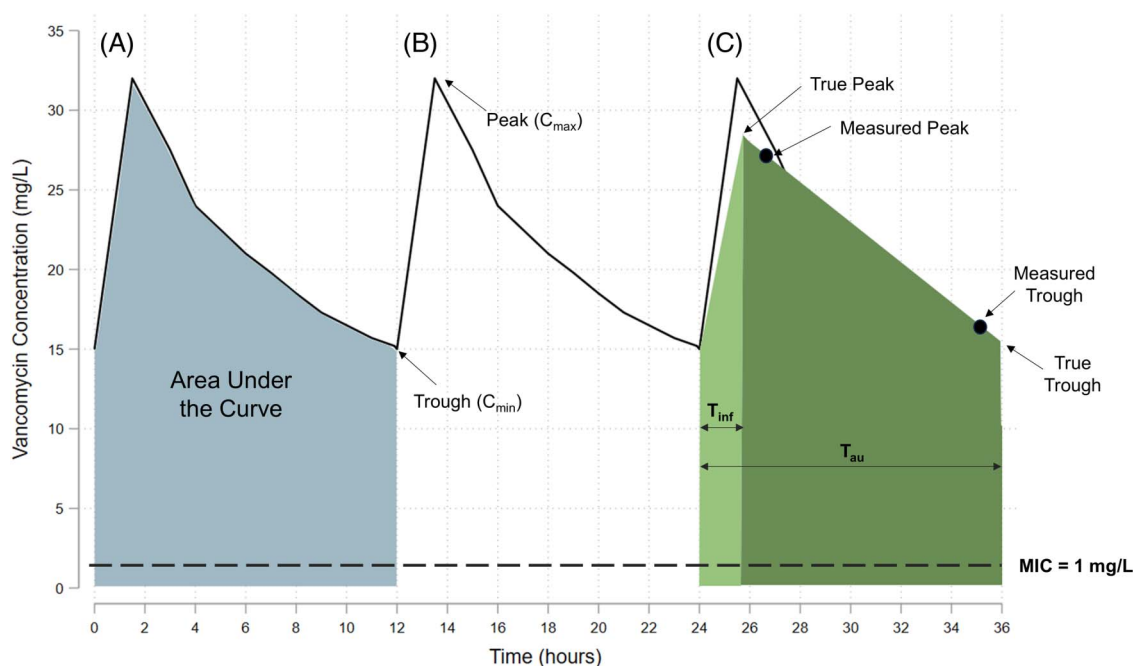 (A)
(B)
(C)
35
30
25
20
15
10
5
0
Vancomycin Concentration (mg/L)
True Peak
Peak (Cmax)
Measured Peak
Area Under
the Curve
Trough (Cmin)
Measured
Trough
True
Trough
Tinf
Tau
MIC = 1 mg/L
0 2 4 6 8 10 12 14 16 18 20 22 24 26 28 30 32 34 36
Time (hours)